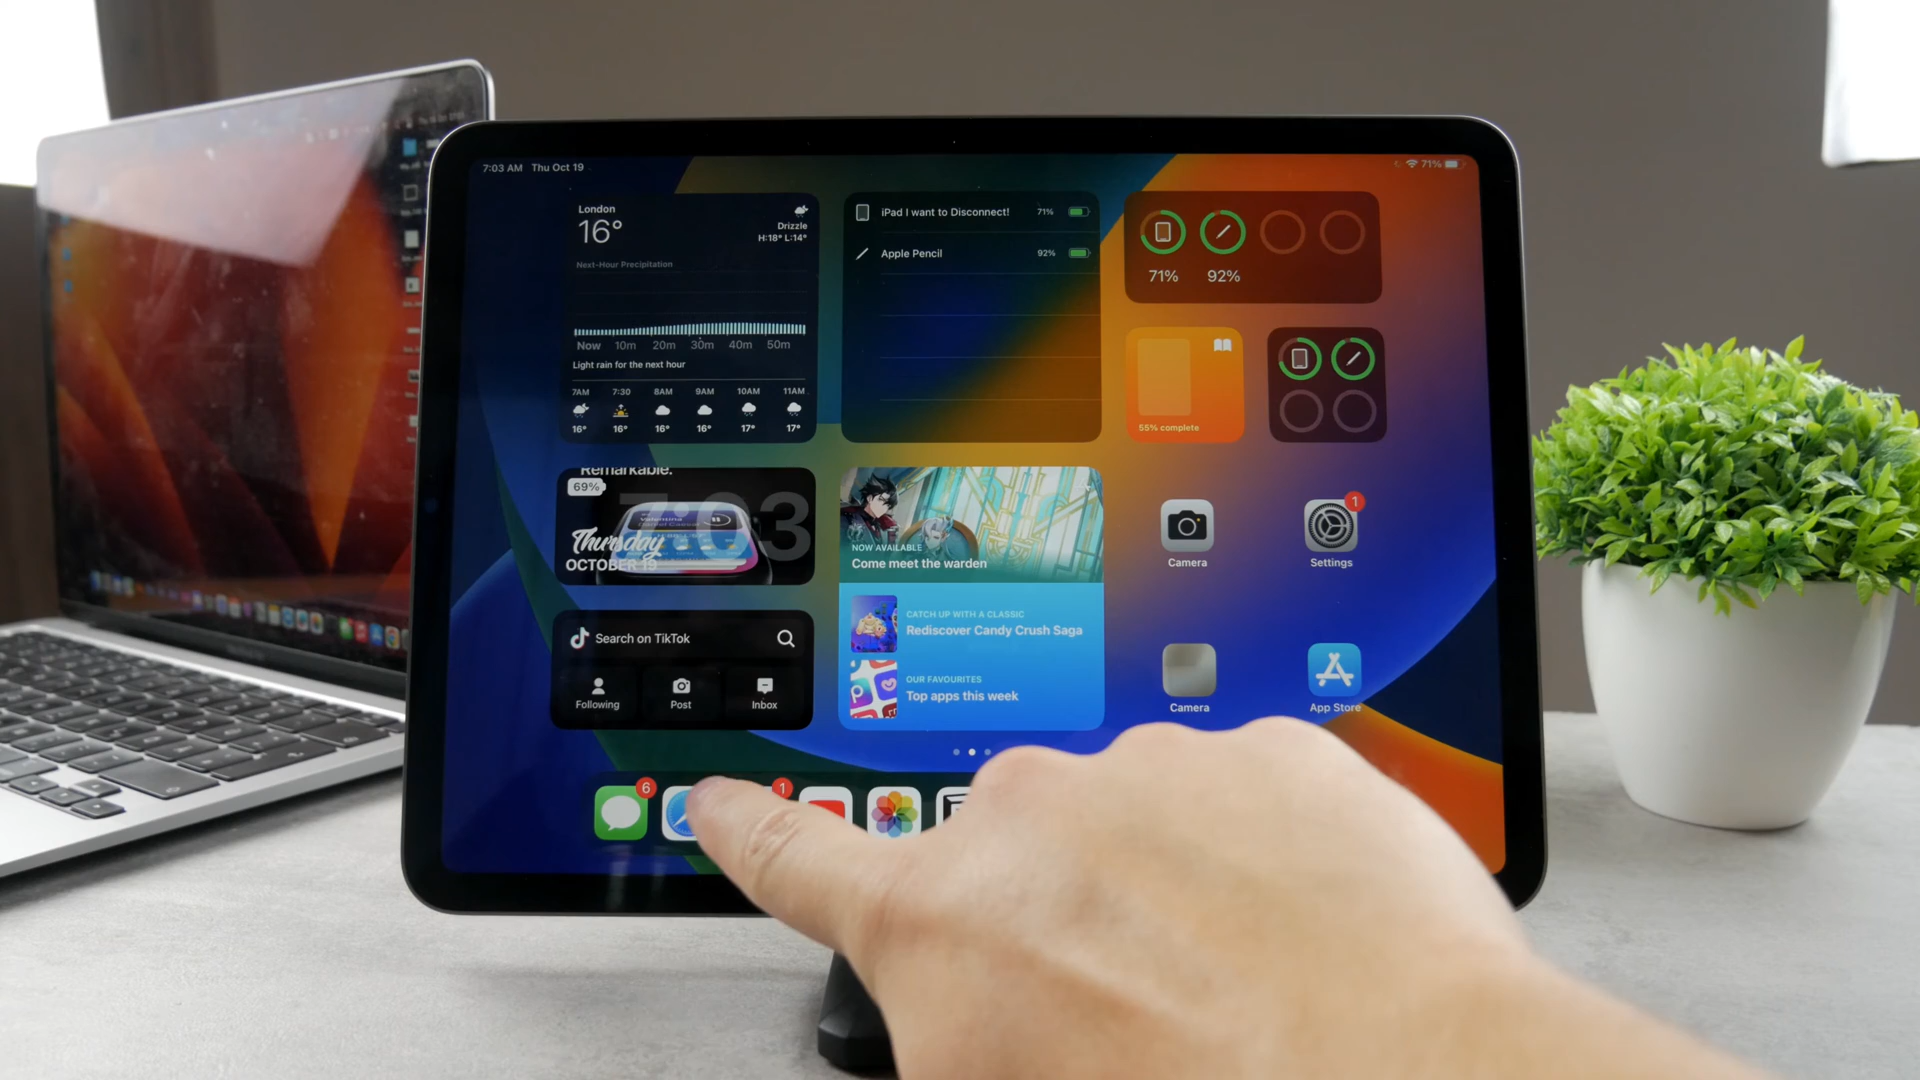 7:03 AM Thu Oct 19
71%
London
16°
Drizzle
H:18° L:14°
Next-Hour Precipitation
Now 10m 20m 30m 40m 50m
Light rain for the next hour
7AM 7:30 8AM 9AM 10AM 11AM
16° 16° 16° 16° 17° 17°
iPad I want to Disconnect! 71%
Apple Pencil 92%
71% 92%
55% complete
Remarkable.
69%
7:03
Thursday
OCTOBER 19
NOW AVAILABLE
Come meet the warden
CATCH UP WITH A CLASSIC
Rediscover Candy Crush Saga
OUR FAVOURITES
Top apps this week
Search on TikTok
Following Post Inbox
Camera
1
Settings
Camera
App Store
6
1